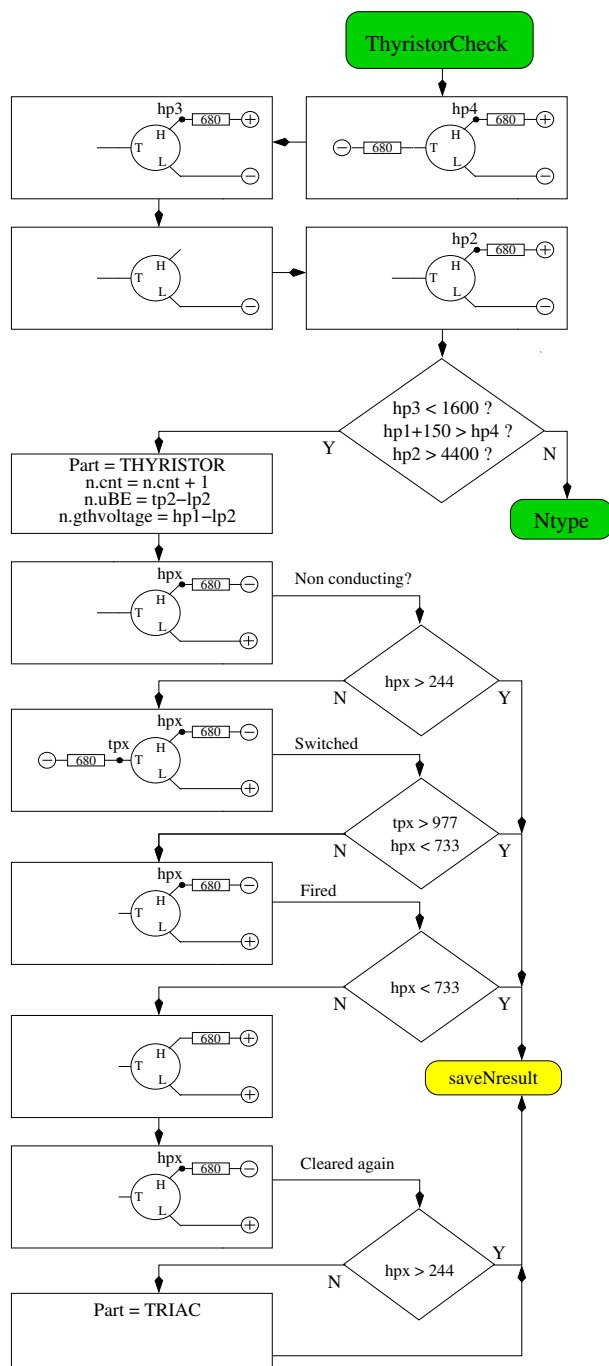 ThyristorCheck
hp3
680
+
H
T
L
−
hp4
680
+
H
− 680 T
L
−
H
T
L
−
hp2
680
+
H
T
L
−
hp3 < 1600 ?
hp1+150 > hp4 ?
hp2 > 4400 ?
Y
N
Ntype
Part = THYRISTOR
n.cnt = n.cnt + 1
n.uBE = tp2−lp2
n.gthvoltage = hp1−lp2
hpx
680
−
H
T
L
+
Non conducting?
hpx > 244
N
Y
hpx
680
−
tpx
− 680
H
T
L
+
Switched
tpx > 977
hpx < 733
N
Y
hpx
680
−
H
T
L
+
Fired
hpx < 733
N
Y
680
+
H
T
L
+
saveNresult
hpx
680
−
H
T
L
+
Cleared again
hpx > 244
N
Y
Part = TRIAC